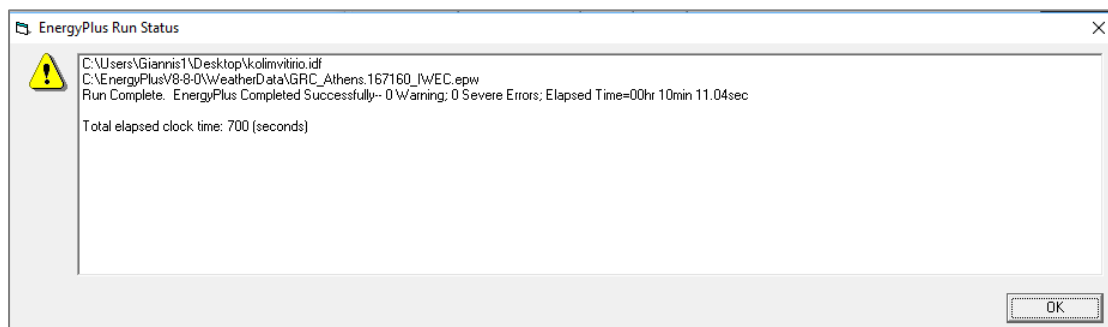 EnergyPlus Run Status
C:\Users\Giannis1\Desktop\kolimvitirio.idf
C:\EnergyPlusV8-8-0\WeatherData\GRC_Athens.167160_IWEC.epw
Run Complete.  EnergyPlus Completed Successfully-- 0 Warning; 0 Severe Errors; Elapsed Time=00hr 10min 11.04sec
Total elapsed clock time: 700 (seconds)
OK